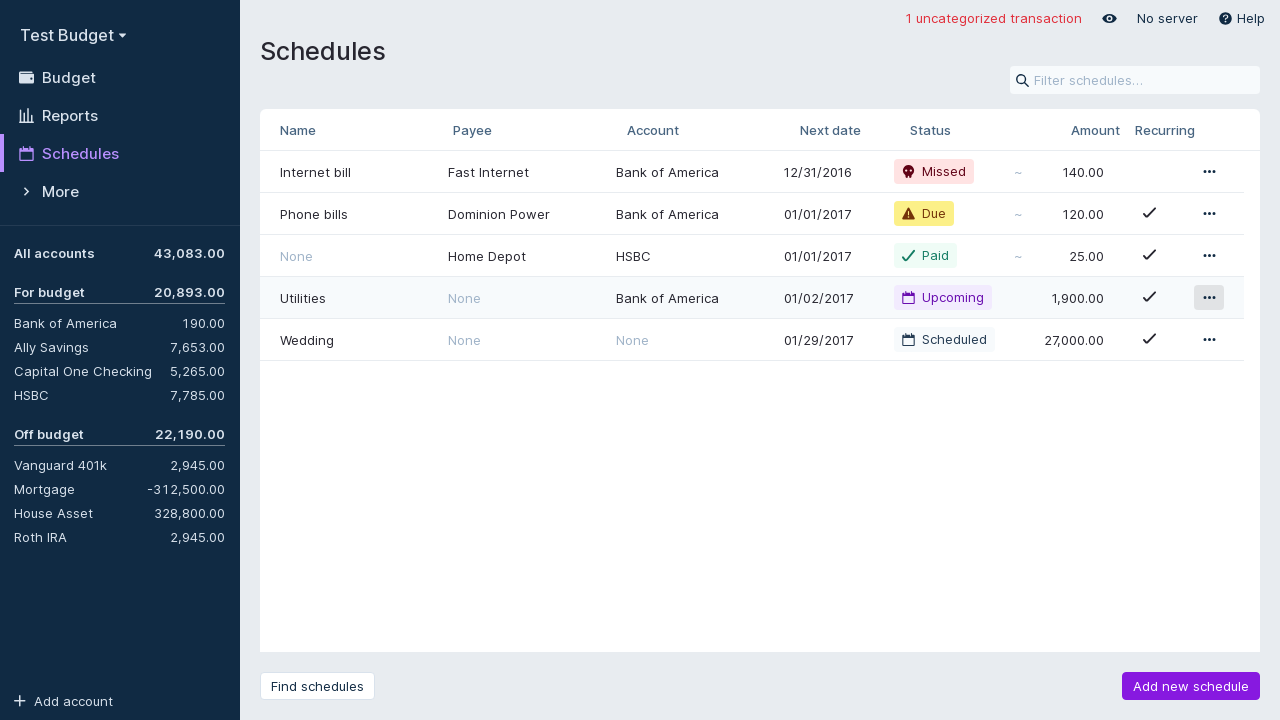 Test Budget
Budget
Reports
Schedules
More
All accounts 43,083.00
For budget 20,893.00
Bank of America 190.00
Ally Savings 7,653.00
Capital One Checking 5,265.00
HSBC 7,785.00
Off budget 22,190.00
Vanguard 401k 2,945.00
Mortgage -312,500.00
House Asset 328,800.00
Roth IRA 2,945.00
Add account
1 uncategorized transaction No server Help
Schedules
Filter schedules…
Name Payee Account Next date Status Amount Recurring
Internet bill Fast Internet Bank of America 12/31/2016 Missed ~ 140.00
Phone bills Dominion Power Bank of America 01/01/2017 Due ~ 120.00
None Home Depot HSBC 01/01/2017 Paid ~ 25.00
Utilities None Bank of America 01/02/2017 Upcoming 1,900.00
Wedding None None 01/29/2017 Scheduled 27,000.00
Find schedules Add new schedule